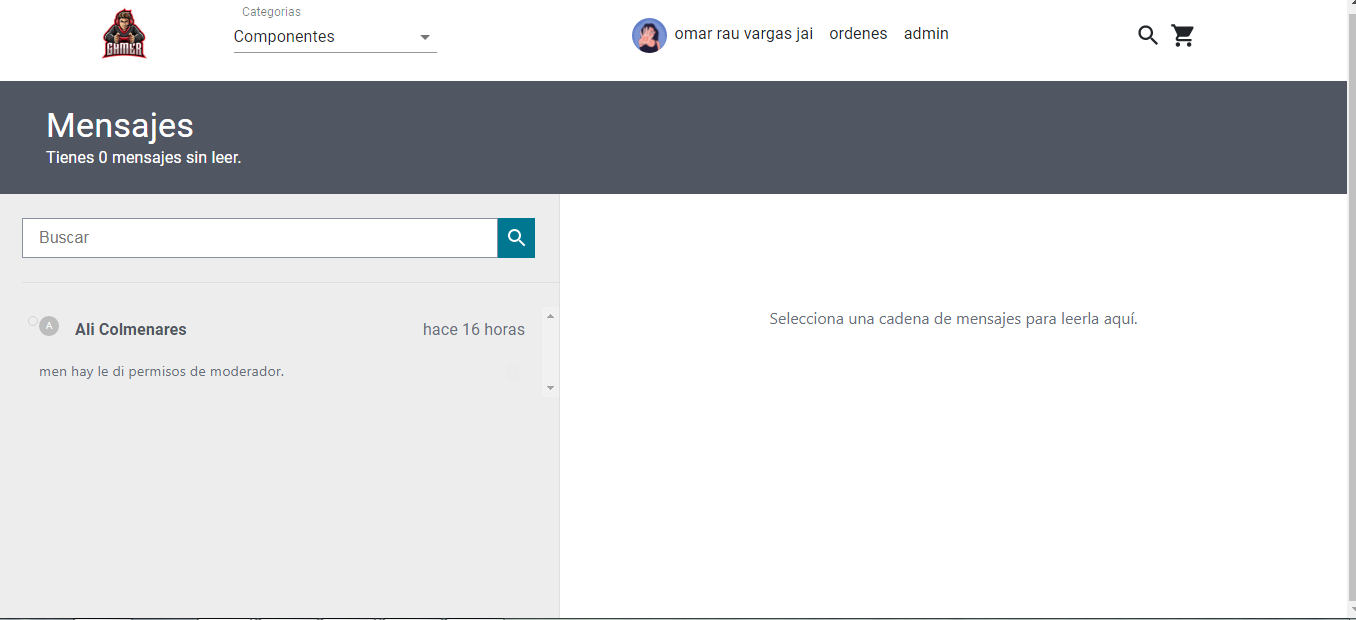 Categorias
Componentes
GAMER
omar rau vargas jai ordenes admin
Mensajes
Tienes 0 mensajes sin leer.
Buscar
A
Ali Colmenares hace 16 horas
men hay le di permisos de moderador.
Selecciona una cadena de mensajes para leerla aquí.